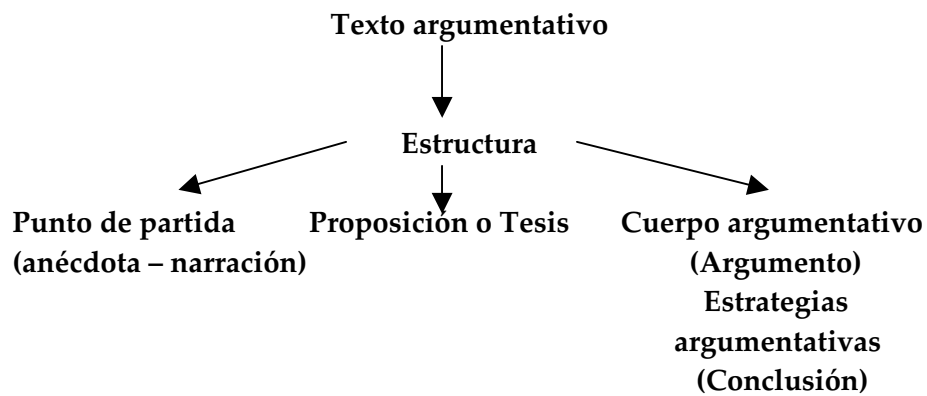 Texto argumentativo
Estructura
Punto de partida
(anécdota – narración)
Proposición o Tesis
Cuerpo argumentativo
(Argumento)
Estrategias
argumentativas
(Conclusión)